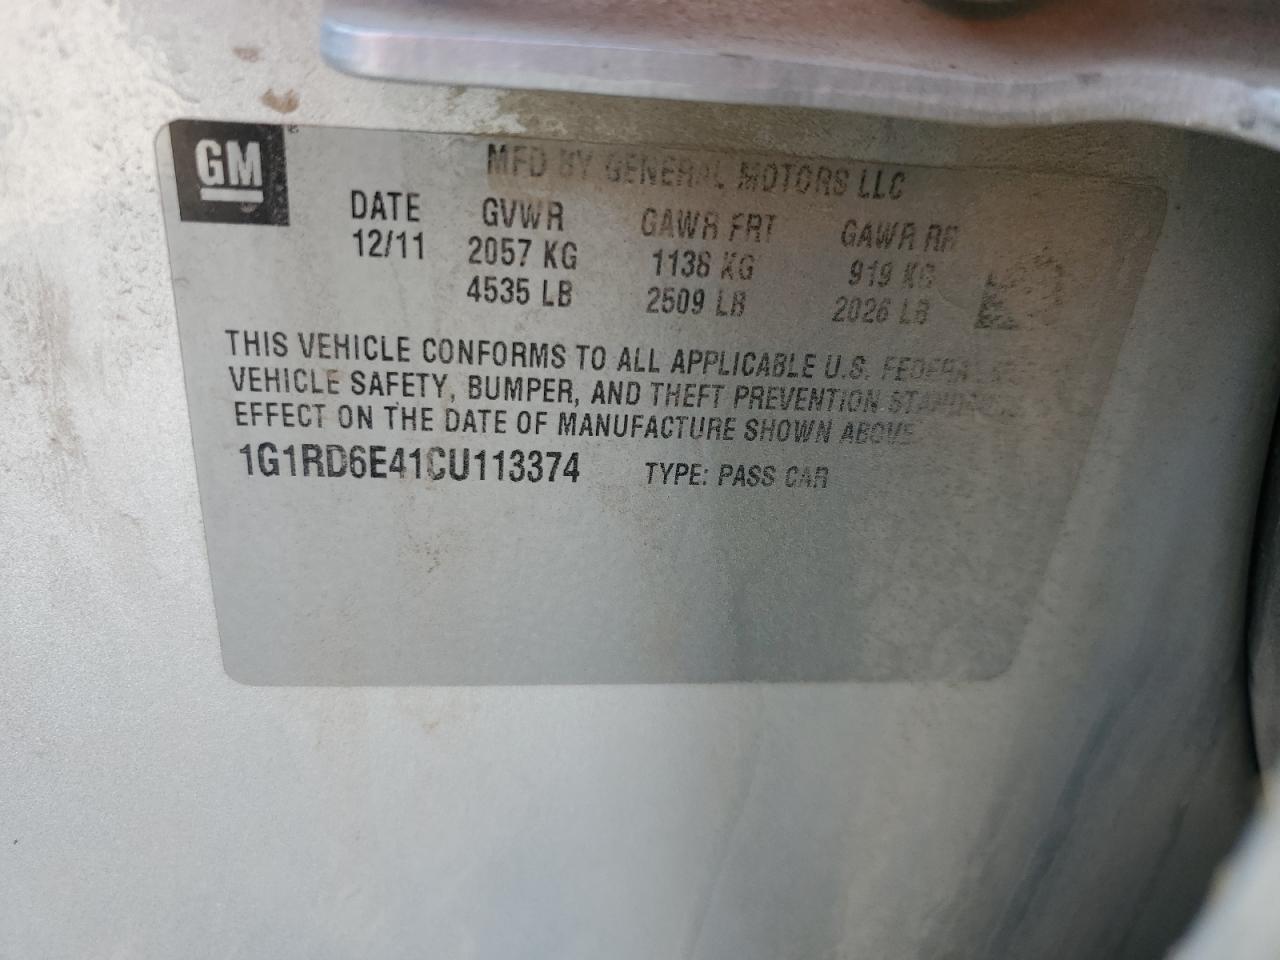 GM
MFD BY GENERAL MOTORS LLC
DATE GVWR GAWR FRT GAWR RR
12/11 2057 KG 1138 KG 919 KG
4535 LB 2509 LB 2026 LB
THIS VEHICLE CONFORMS TO ALL APPLICABLE U.S. FEDERAL
VEHICLE SAFETY, BUMPER, AND THEFT PREVENTION STANDARDS
EFFECT ON THE DATE OF MANUFACTURE SHOWN ABOVE
1G1RD6E41CU113374 TYPE: PASS CAR